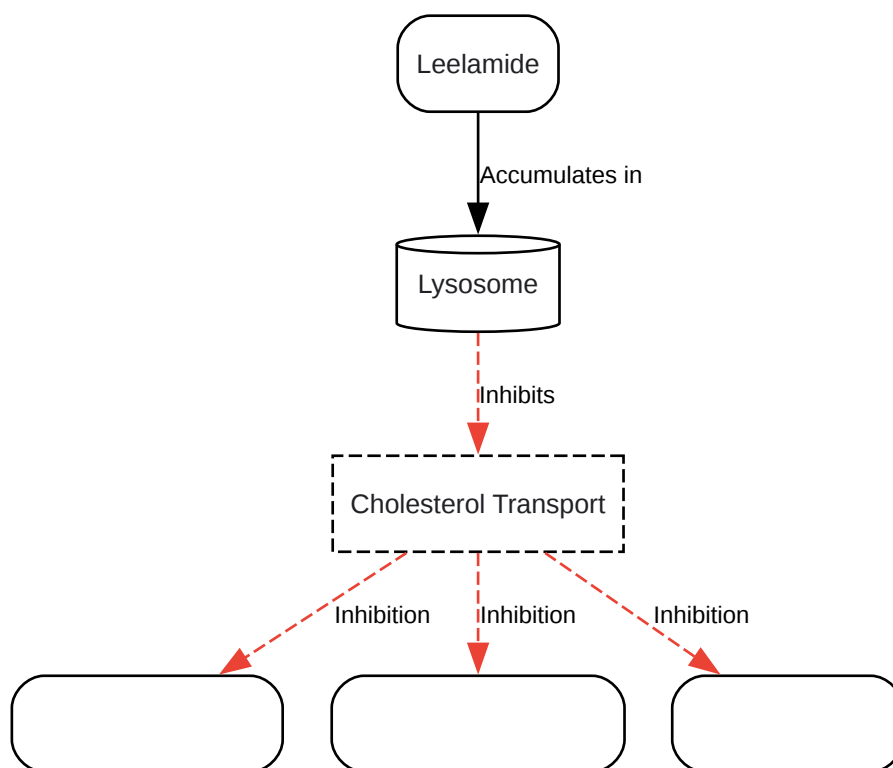 Leelamide
Accumulates in
Lysosome
Inhibits
Cholesterol Transport
Inhibition
Inhibition
Inhibition